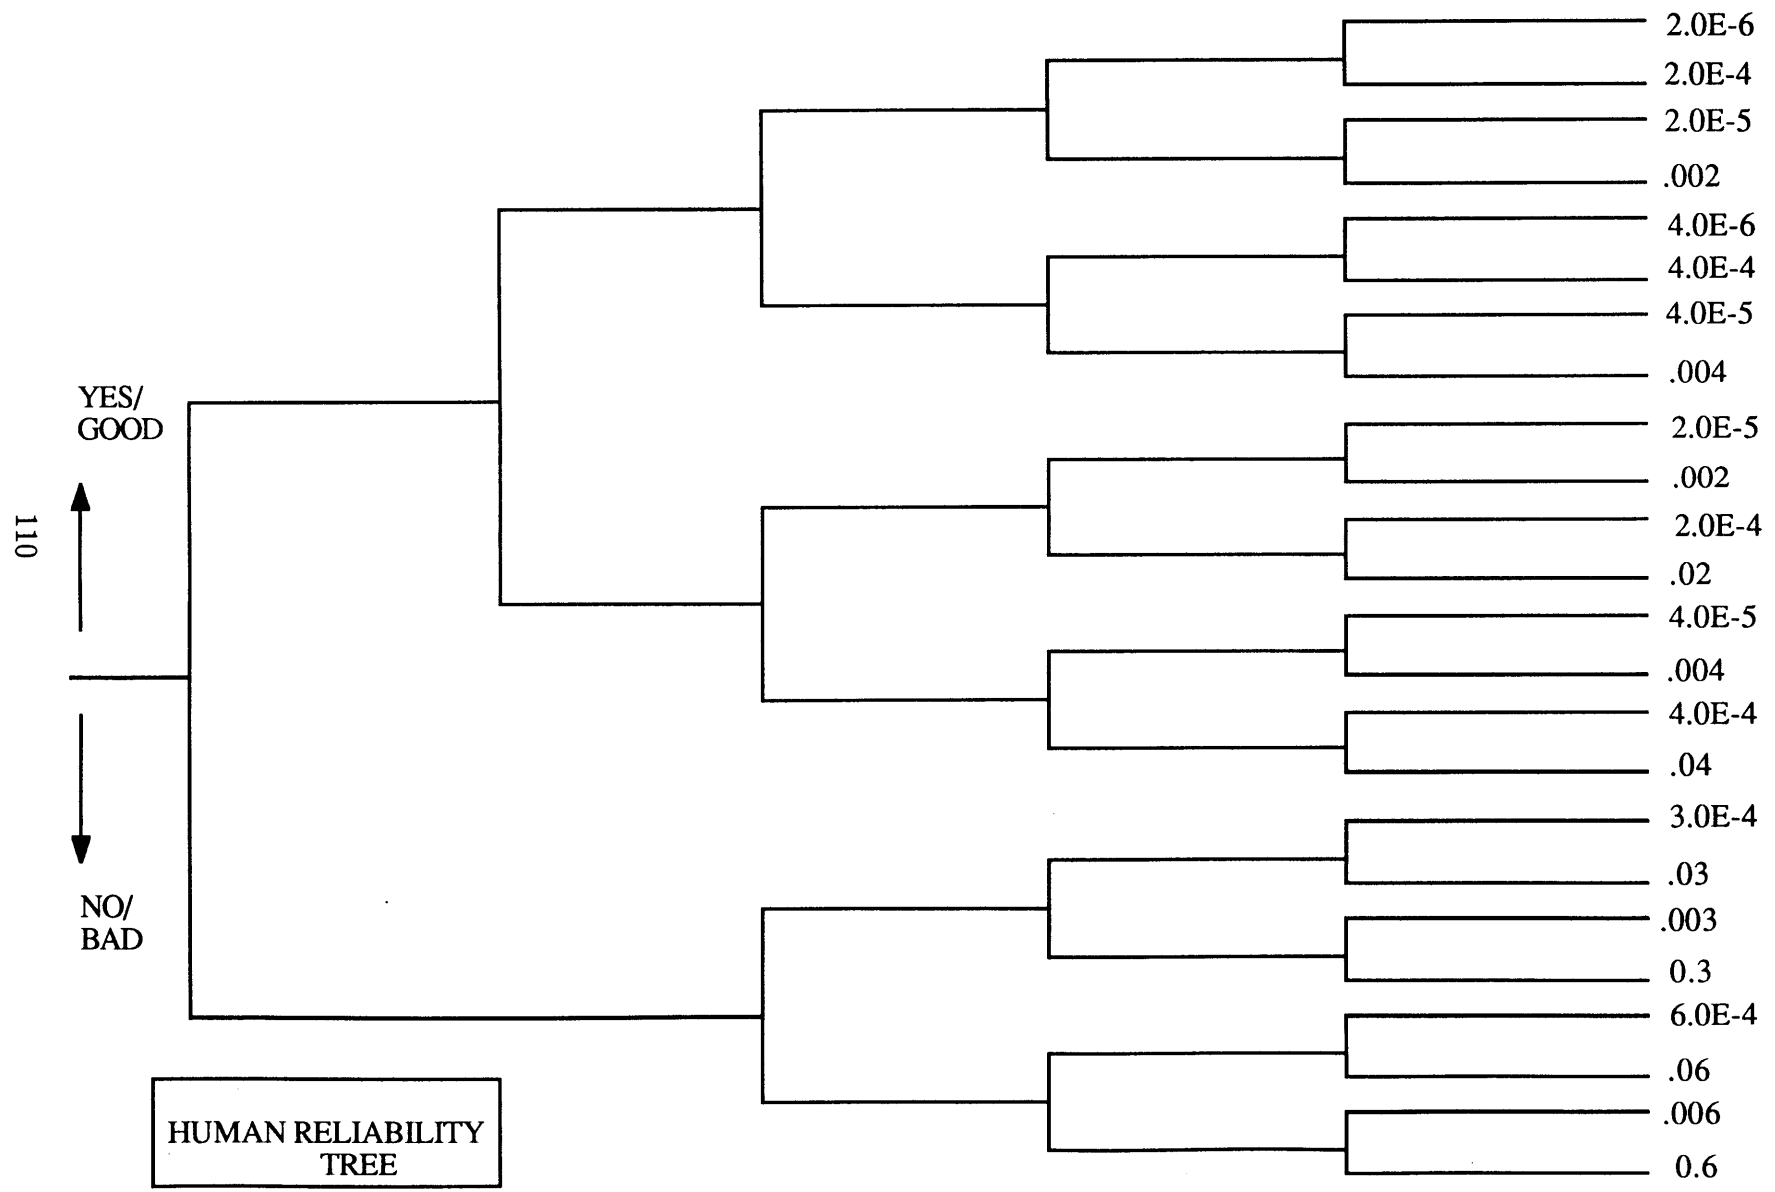 2.0E-6
2.0E-4
2.0E-5
.002
4.0E-6
4.0E-4
4.0E-5
.004
YES/
GOOD
2.0E-5
.002
2.0E-4
.02
110
4.0E-5
.004
4.0E-4
.04
3.0E-4
.03
NO/
BAD
.003
0.3
6.0E-4
.06
.006
0.6
HUMAN RELIABILITY
TREE